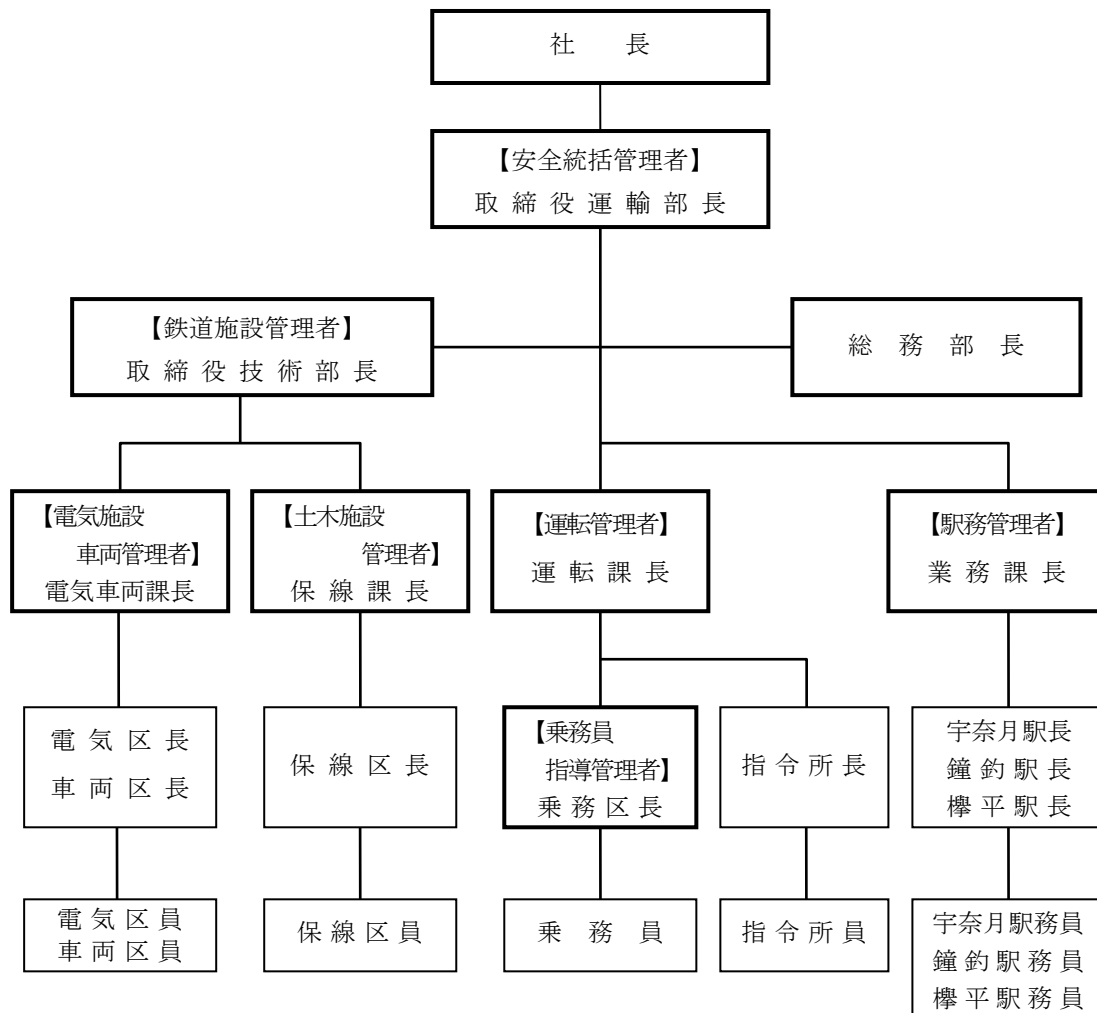 社長
【安全統括管理者】
取締役運輸部長
【鉄道施設管理者】
取締役技術部長
総務部長
【電気施設
車両管理者】
電気車両課長
【土木施設
管理者】
保線課長
【運転管理者】
運転課長
【駅務管理者】
業務課長
電気区長
車両区長
保線区長
【乗務員
指導管理者】
乗務区長
指令所長
宇奈月駅長
鐘釣駅長
欅平駅長
電気区員
車両区員
保線区員
乗務員
指令所員
宇奈月駅務員
鐘釣駅務員
欅平駅務員